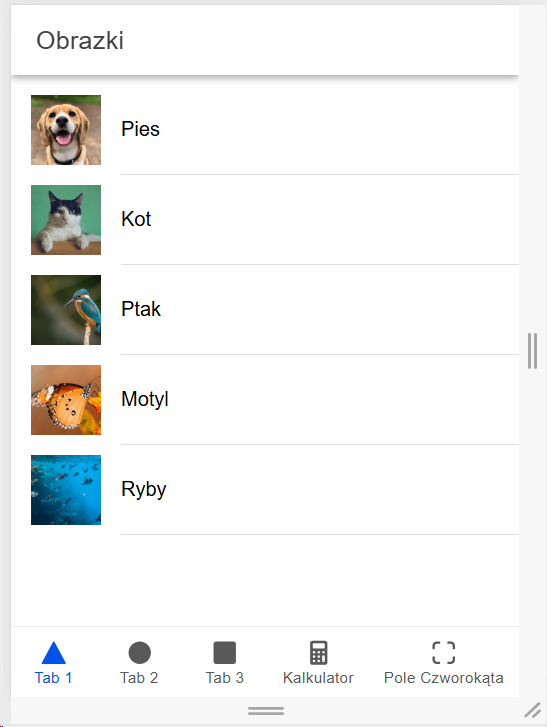 Obrazki
Pies
Kot
Ptak
Motyl
Ryby
Tab 1 Tab 2 Tab 3 Kalkulator Pole Czworokąta